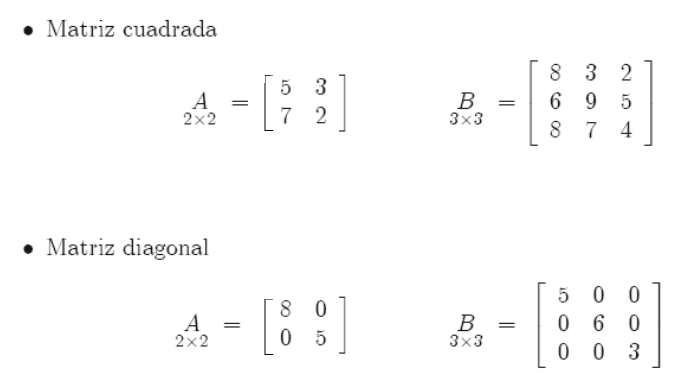 • Matriz cuadrada
A 2×2 = [ 5 3 ; 7 2 ]    B 3×3 = [ 8 3 2 ; 6 9 5 ; 8 7 4 ]
• Matriz diagonal
A 2×2 = [ 8 0 ; 0 5 ]    B 3×3 = [ 5 0 0 ; 0 6 0 ; 0 0 3 ]